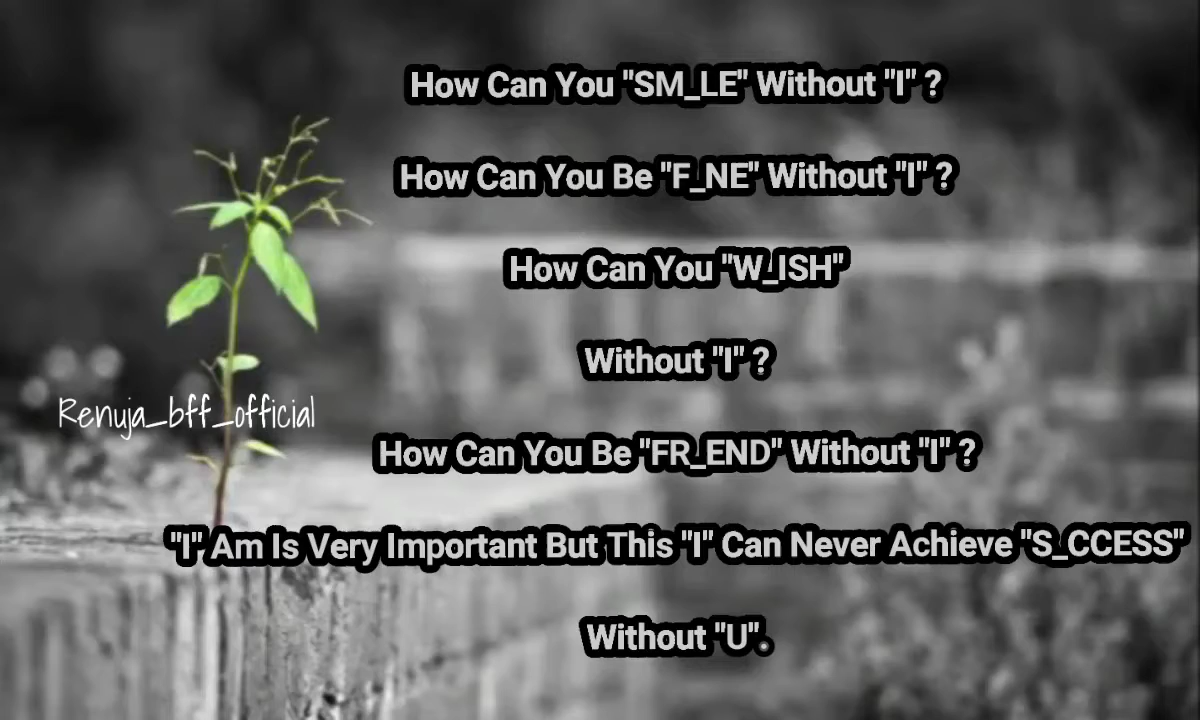 How Can You "SM_LE" Without "I" ?
How Can You Be "F_NE" Without "I" ?
How Can You "W_ISH"
Without "I" ?
Renuja_bff_official
How Can You Be "FR_END" Without "I" ?
"I" Am Is Very Important But This "I" Can Never Achieve "S_CCESS"
Without "U".